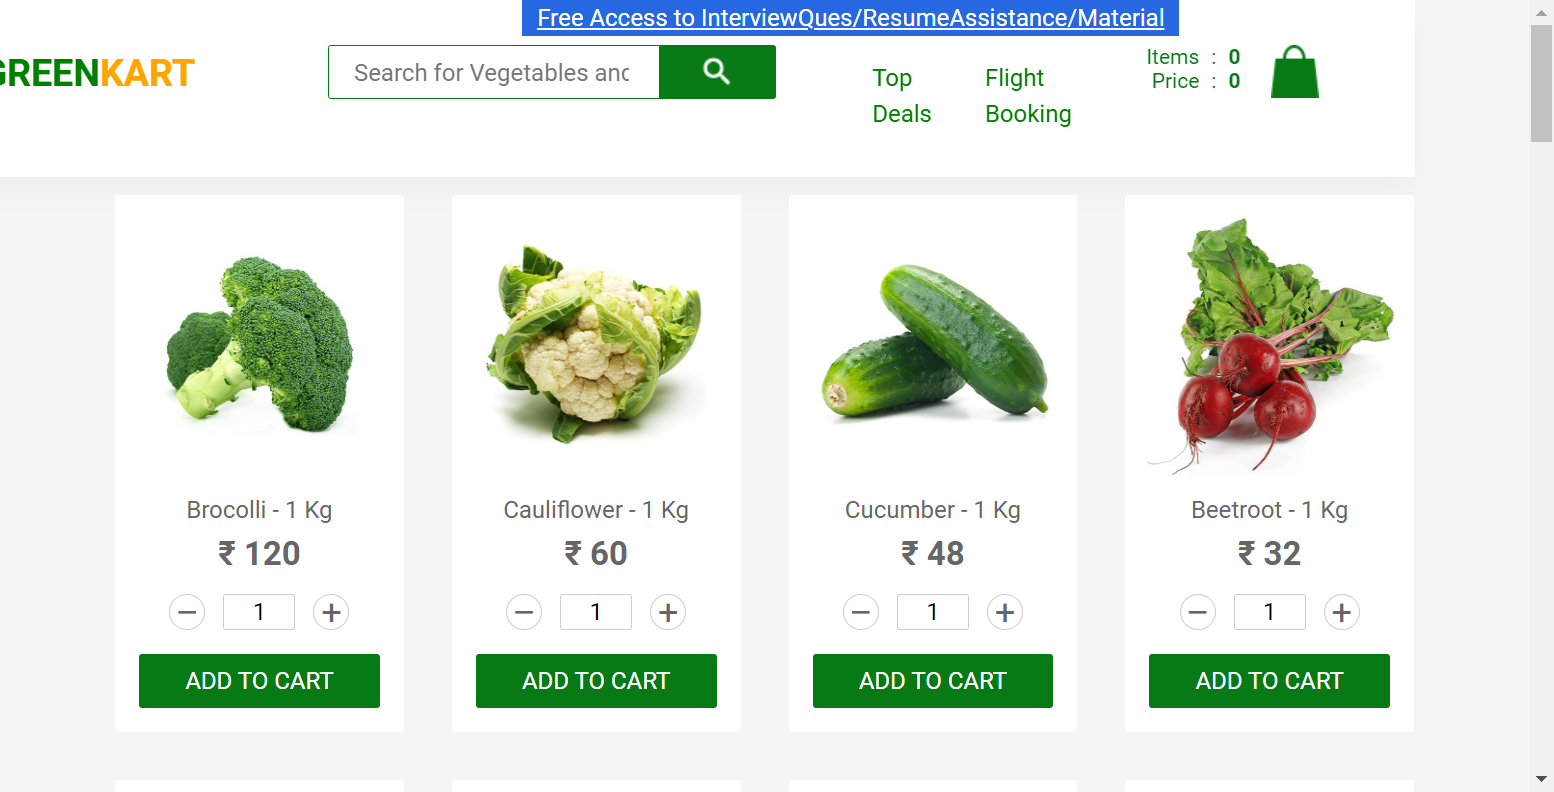 Free Access to InterviewQues/ResumeAssistance/Material
GREENKART
Search for Vegetables and
Top Deals
Flight Booking
Items : 0
Price : 0
Brocolli - 1 Kg
₹ 120
− 1 +
ADD TO CART
Cauliflower - 1 Kg
₹ 60
− 1 +
ADD TO CART
Cucumber - 1 Kg
₹ 48
− 1 +
ADD TO CART
Beetroot - 1 Kg
₹ 32
− 1 +
ADD TO CART